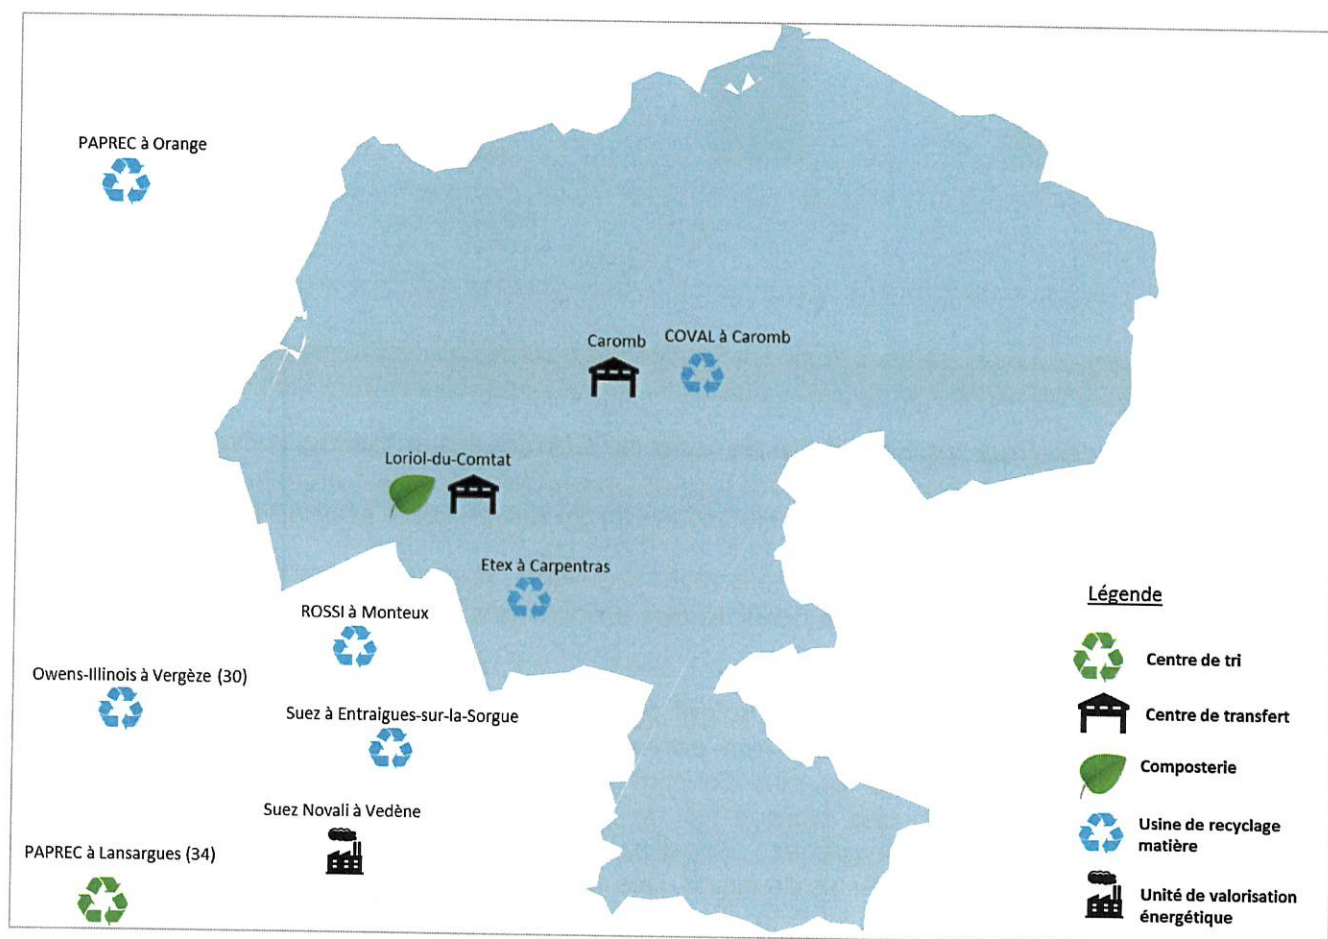 PAPREC à Orange
Caromb
COVAL à Caromb
Loriol-du-Comtat
Etex à Carpentras
ROSSI à Monteux
Owens-Illinois à Vergèze (30)
Suez à Entraigues-sur-la-Sorgue
Suez Novali à Vedène
PAPREC à Lansargues (34)
Légende
Centre de tri
Centre de transfert
Composterie
Usine de recyclage
matière
Unité de valorisation
énergétique